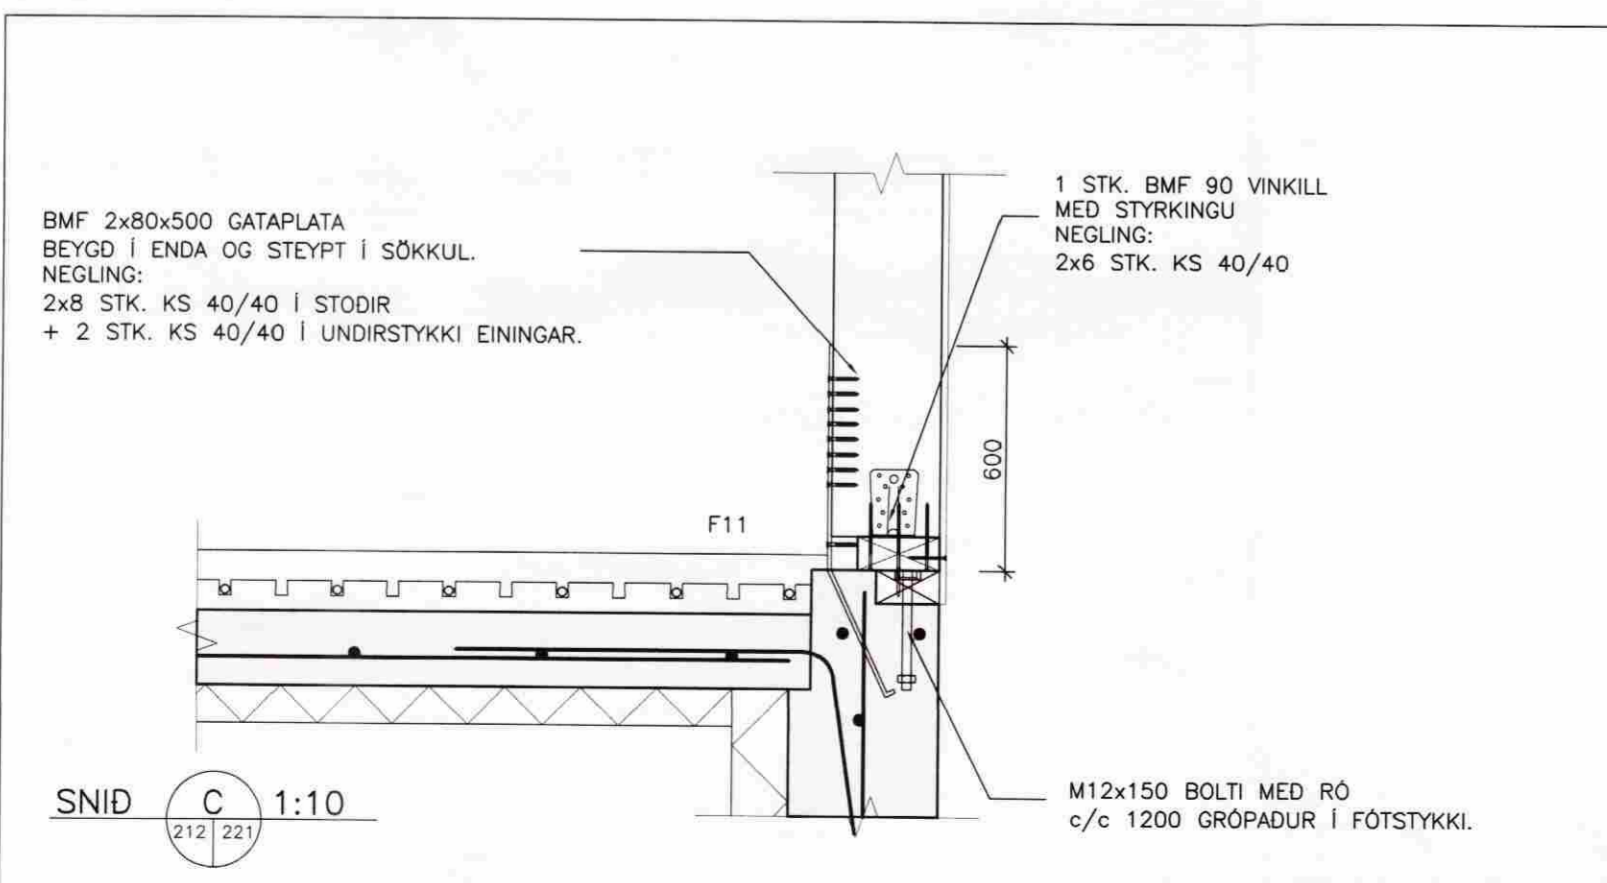 BMF 2x80x500 GATAPLATA
BEYGD Í ENDA OG STEYPT Í SÖKKUL.
NEGLING:
2x8 STK. KS 40/40 Í STOÐIR
+ 2 STK. KS 40/40 Í UNDIRSTYKKI EININGAR.
1 STK. BMF 90 VINKILL
MEÐ STYRKINGU
NEGLING:
2x6 STK. KS 40/40
600
F11
SNIÐ C 1:10
212 221
M12x150 BOLTI MEÐ RÓ
c/c 1200 GRÓPAÐUR Í FÓTSTYKKI.